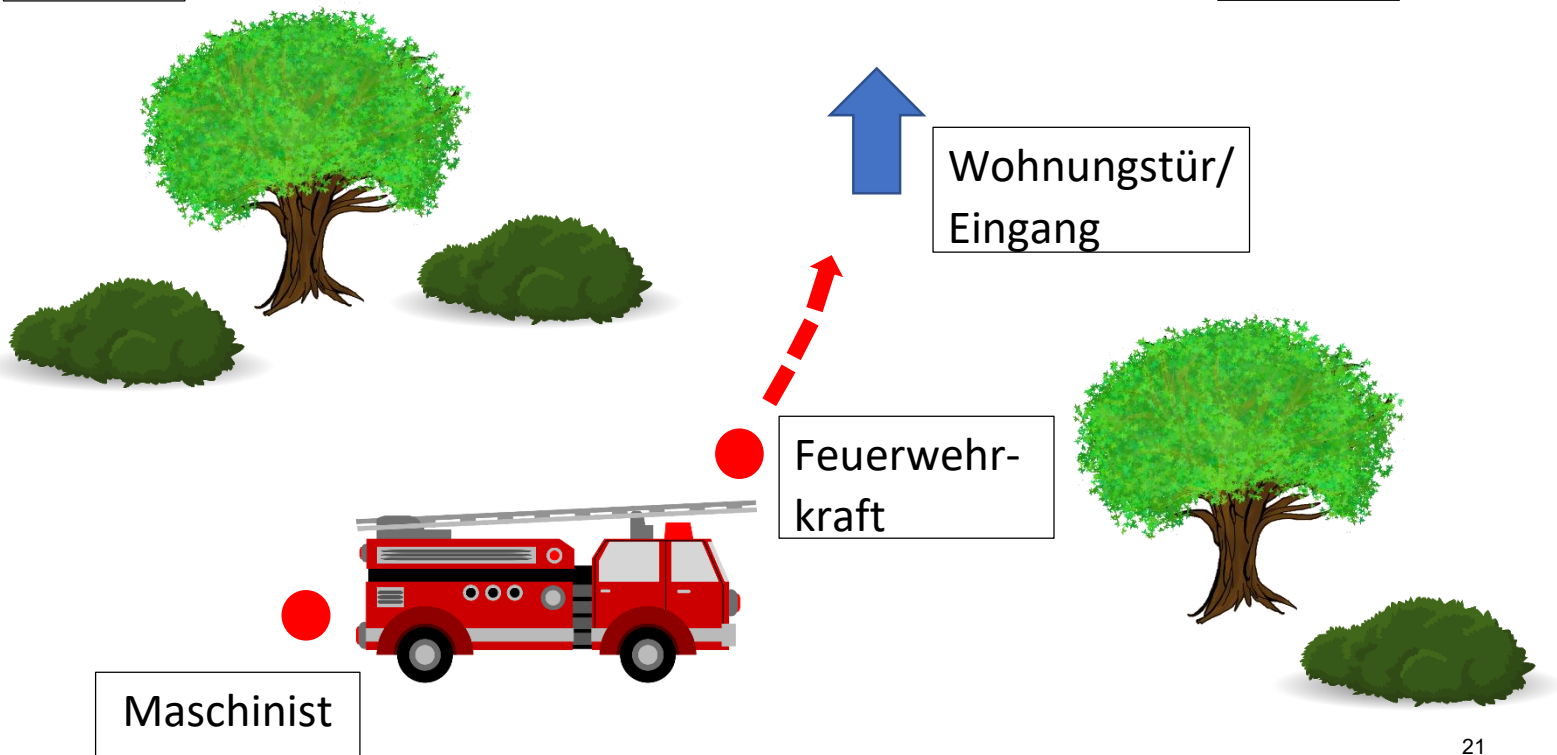 Wohnungstür/
Eingang
Feuerwehr-
kraft
Maschinist
21